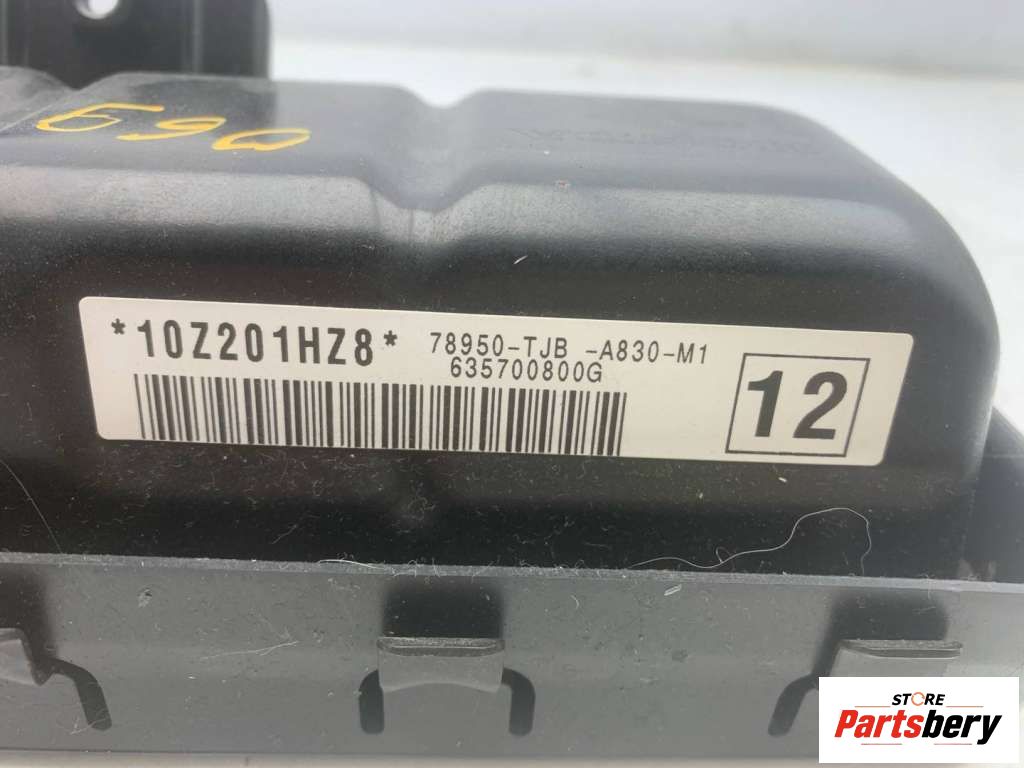 690
*10Z201HZ8* 78950-TJB -A830-M1
635700800G
12
STORE
Partsbery